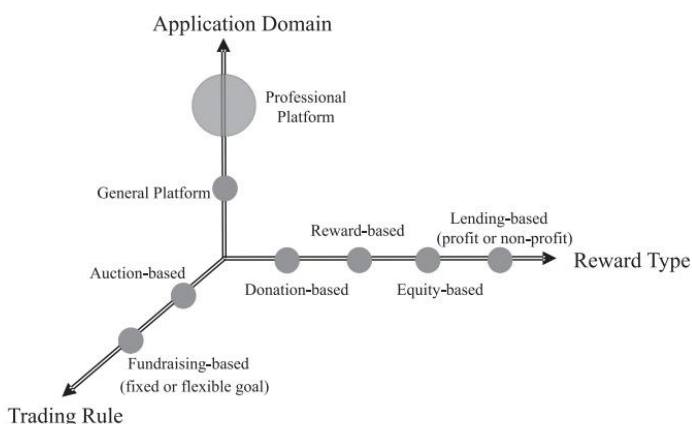 Application Domain
Professional
Platform
General Platform
Lending-based
Reward-based
(profit or non-profit)
Reward Type
Auction-based
Donation-based
Equity-based
Fundraising-based
(fixed or flexible goal)
Trading Rule